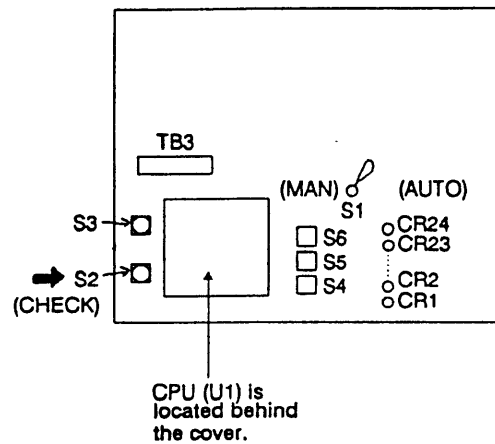 TB3
(MAN)
(AUTO)
S1
S3
CR24
S6
CR23
S5
S2
CR2
S4
CR1
(CHECK)
CPU (U1) is
located behind
the cover.